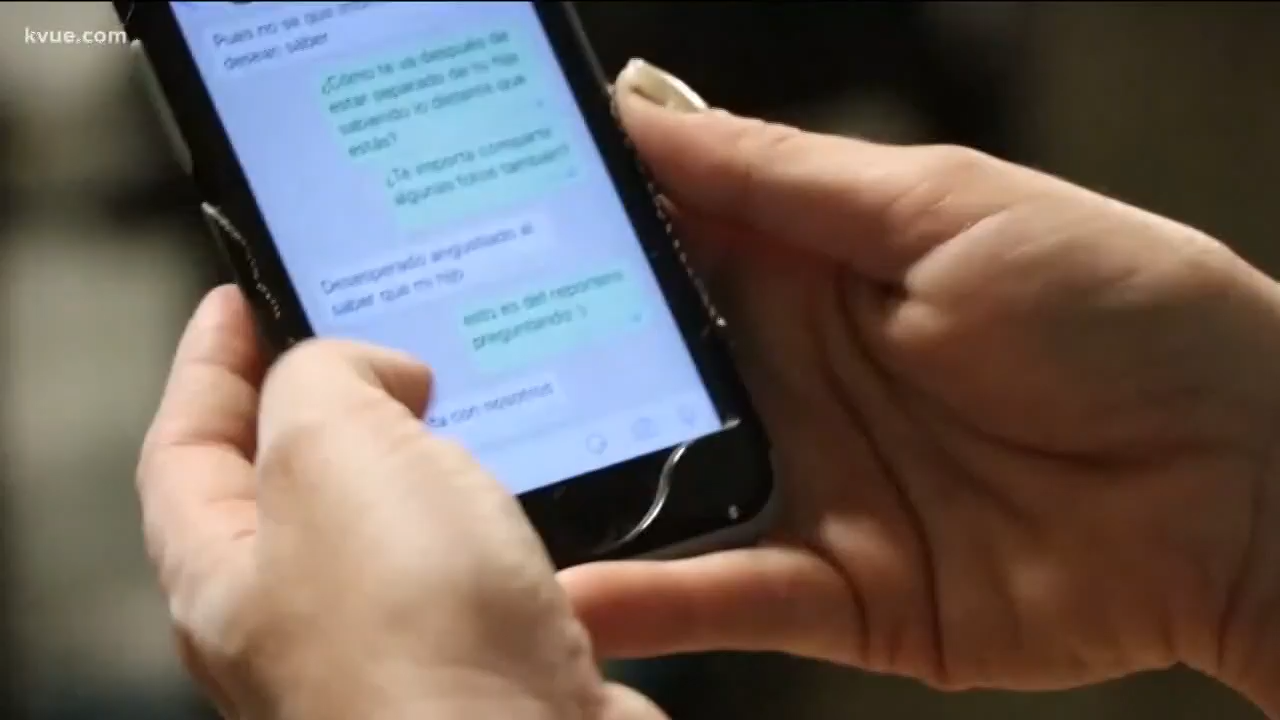 kvue.com
Pues no se que
desean saber
¿Cómo te va después de
estar separado de tu hijo
sabiendo lo distante que
estás?
¿Te importa compartir
algunas fotos también?
Desesperado angustiado al
saber que mi hijo
esto es del reportero
preguntando :)
con nosotros